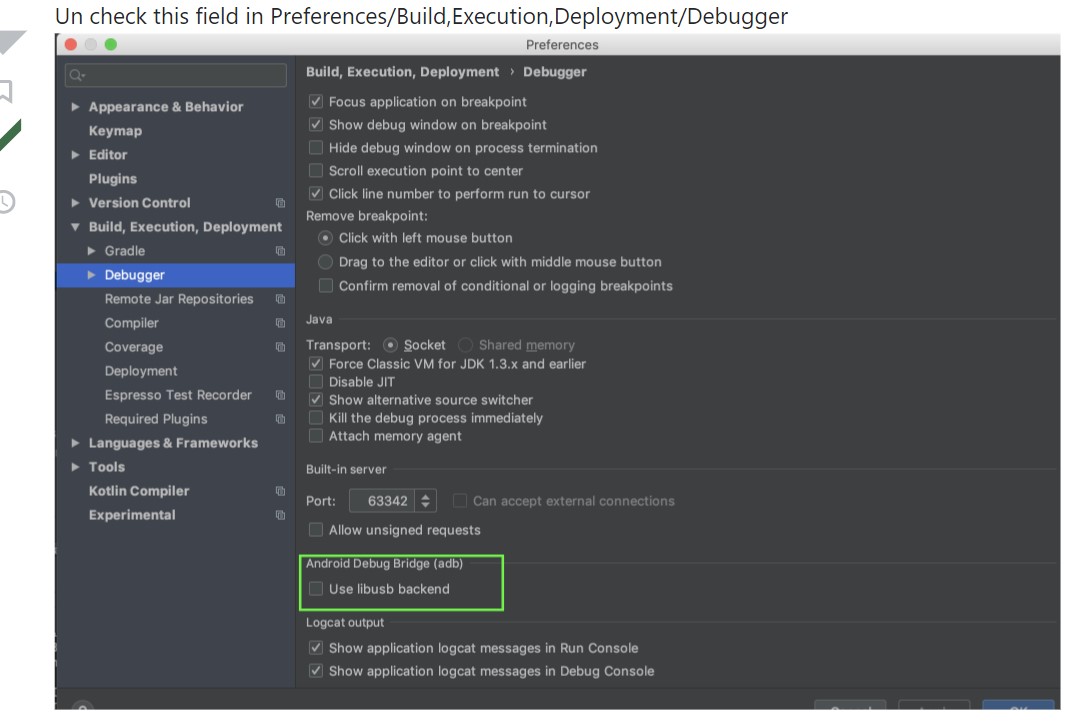 Un check this field in Preferences/Build,Execution,Deployment/Debugger
Preferences
Build, Execution, Deployment › Debugger
Appearance & Behavior
Keymap
Editor
Plugins
Version Control
Build, Execution, Deployment
Gradle
Debugger
Remote Jar Repositories
Compiler
Coverage
Deployment
Espresso Test Recorder
Required Plugins
Languages & Frameworks
Tools
Kotlin Compiler
Experimental
Focus application on breakpoint
Show debug window on breakpoint
Hide debug window on process termination
Scroll execution point to center
Click line number to perform run to cursor
Remove breakpoint:
Click with left mouse button
Drag to the editor or click with middle mouse button
Confirm removal of conditional or logging breakpoints
Java
Transport: Socket Shared memory
Force Classic VM for JDK 1.3.x and earlier
Disable JIT
Show alternative source switcher
Kill the debug process immediately
Attach memory agent
Built-in server
Port: 63342 Can accept external connections
Allow unsigned requests
Android Debug Bridge (adb)
Use libusb backend
Logcat output
Show application logcat messages in Run Console
Show application logcat messages in Debug Console